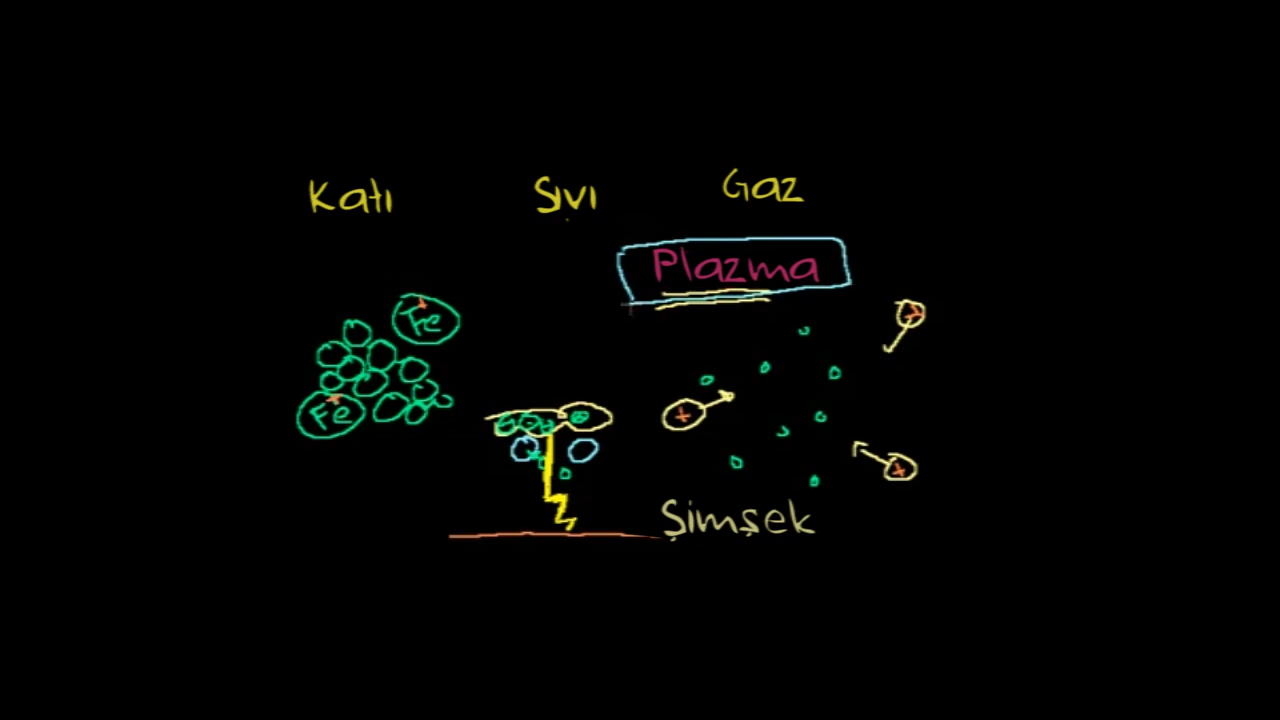 Katı Sıvı Gaz
Plazma
Fe
Fe
Şimşek